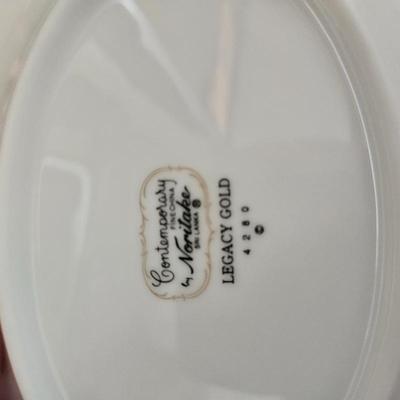 Contemporary
FINE CHINA
by Noritake
SRI LANKA ®
LEGACY GOLD
4280
©